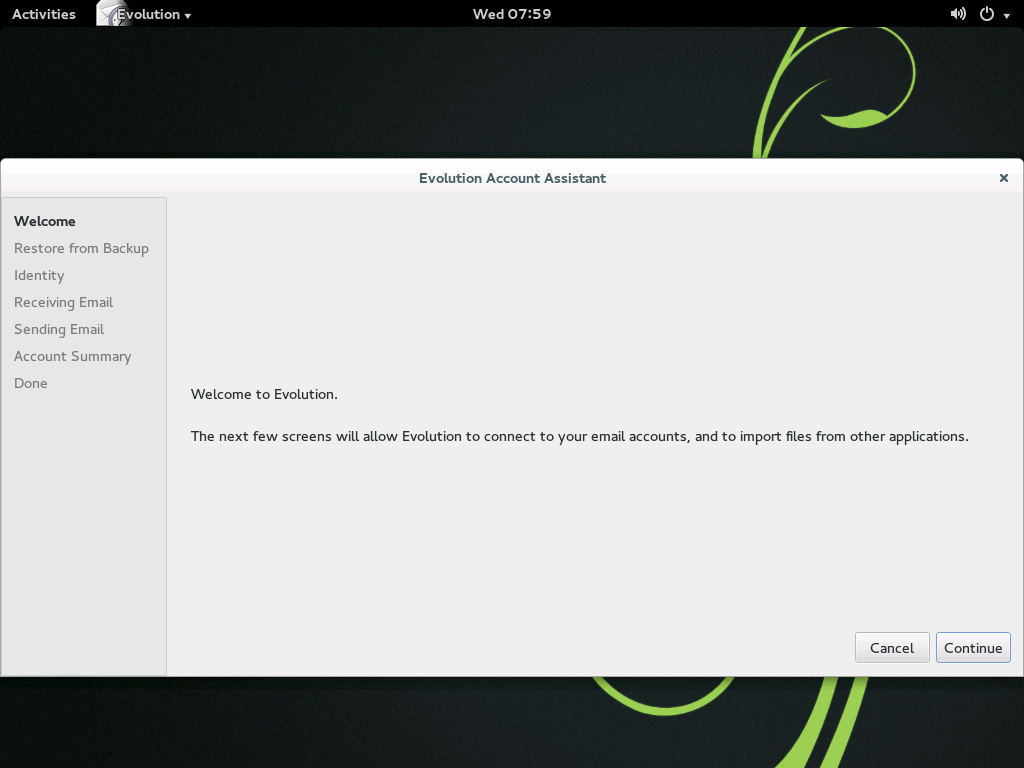 Activities
Evolution
Wed 07:59
Evolution Account Assistant
Welcome
Restore from Backup
Identity
Receiving Email
Sending Email
Account Summary
Done
Welcome to Evolution.
The next few screens will allow Evolution to connect to your email accounts, and to import files from other applications.
Cancel
Continue